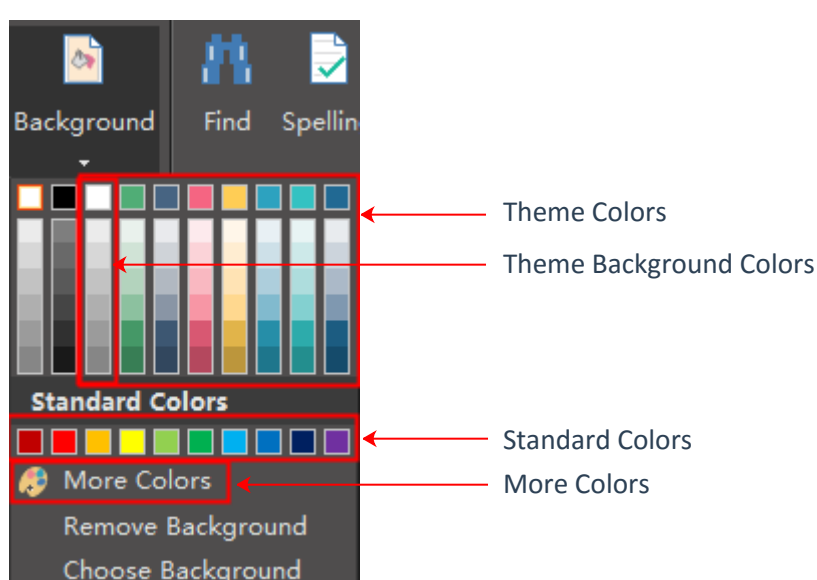 Background
Find
Spellin
Theme Colors
Theme Background Colors
Standard Colors
Standard Colors
More Colors
More Colors
Remove Background
Choose Background